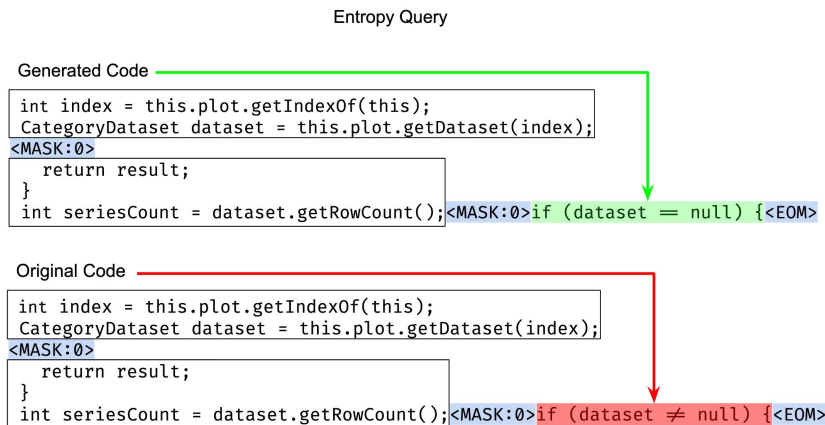 Entropy Query
Generated Code
int index = this.plot.getIndexOf(this);
CategoryDataset dataset = this.plot.getDataset(index);
<MASK:0>
return result;
}
int seriesCount = dataset.getRowCount();<MASK:0>if (dataset == null) {<EOM>
Original Code
int index = this.plot.getIndexOf(this);
CategoryDataset dataset = this.plot.getDataset(index);
<MASK:0>
return result;
}
int seriesCount = dataset.getRowCount();<MASK:0>if (dataset ≠ null) {<EOM>